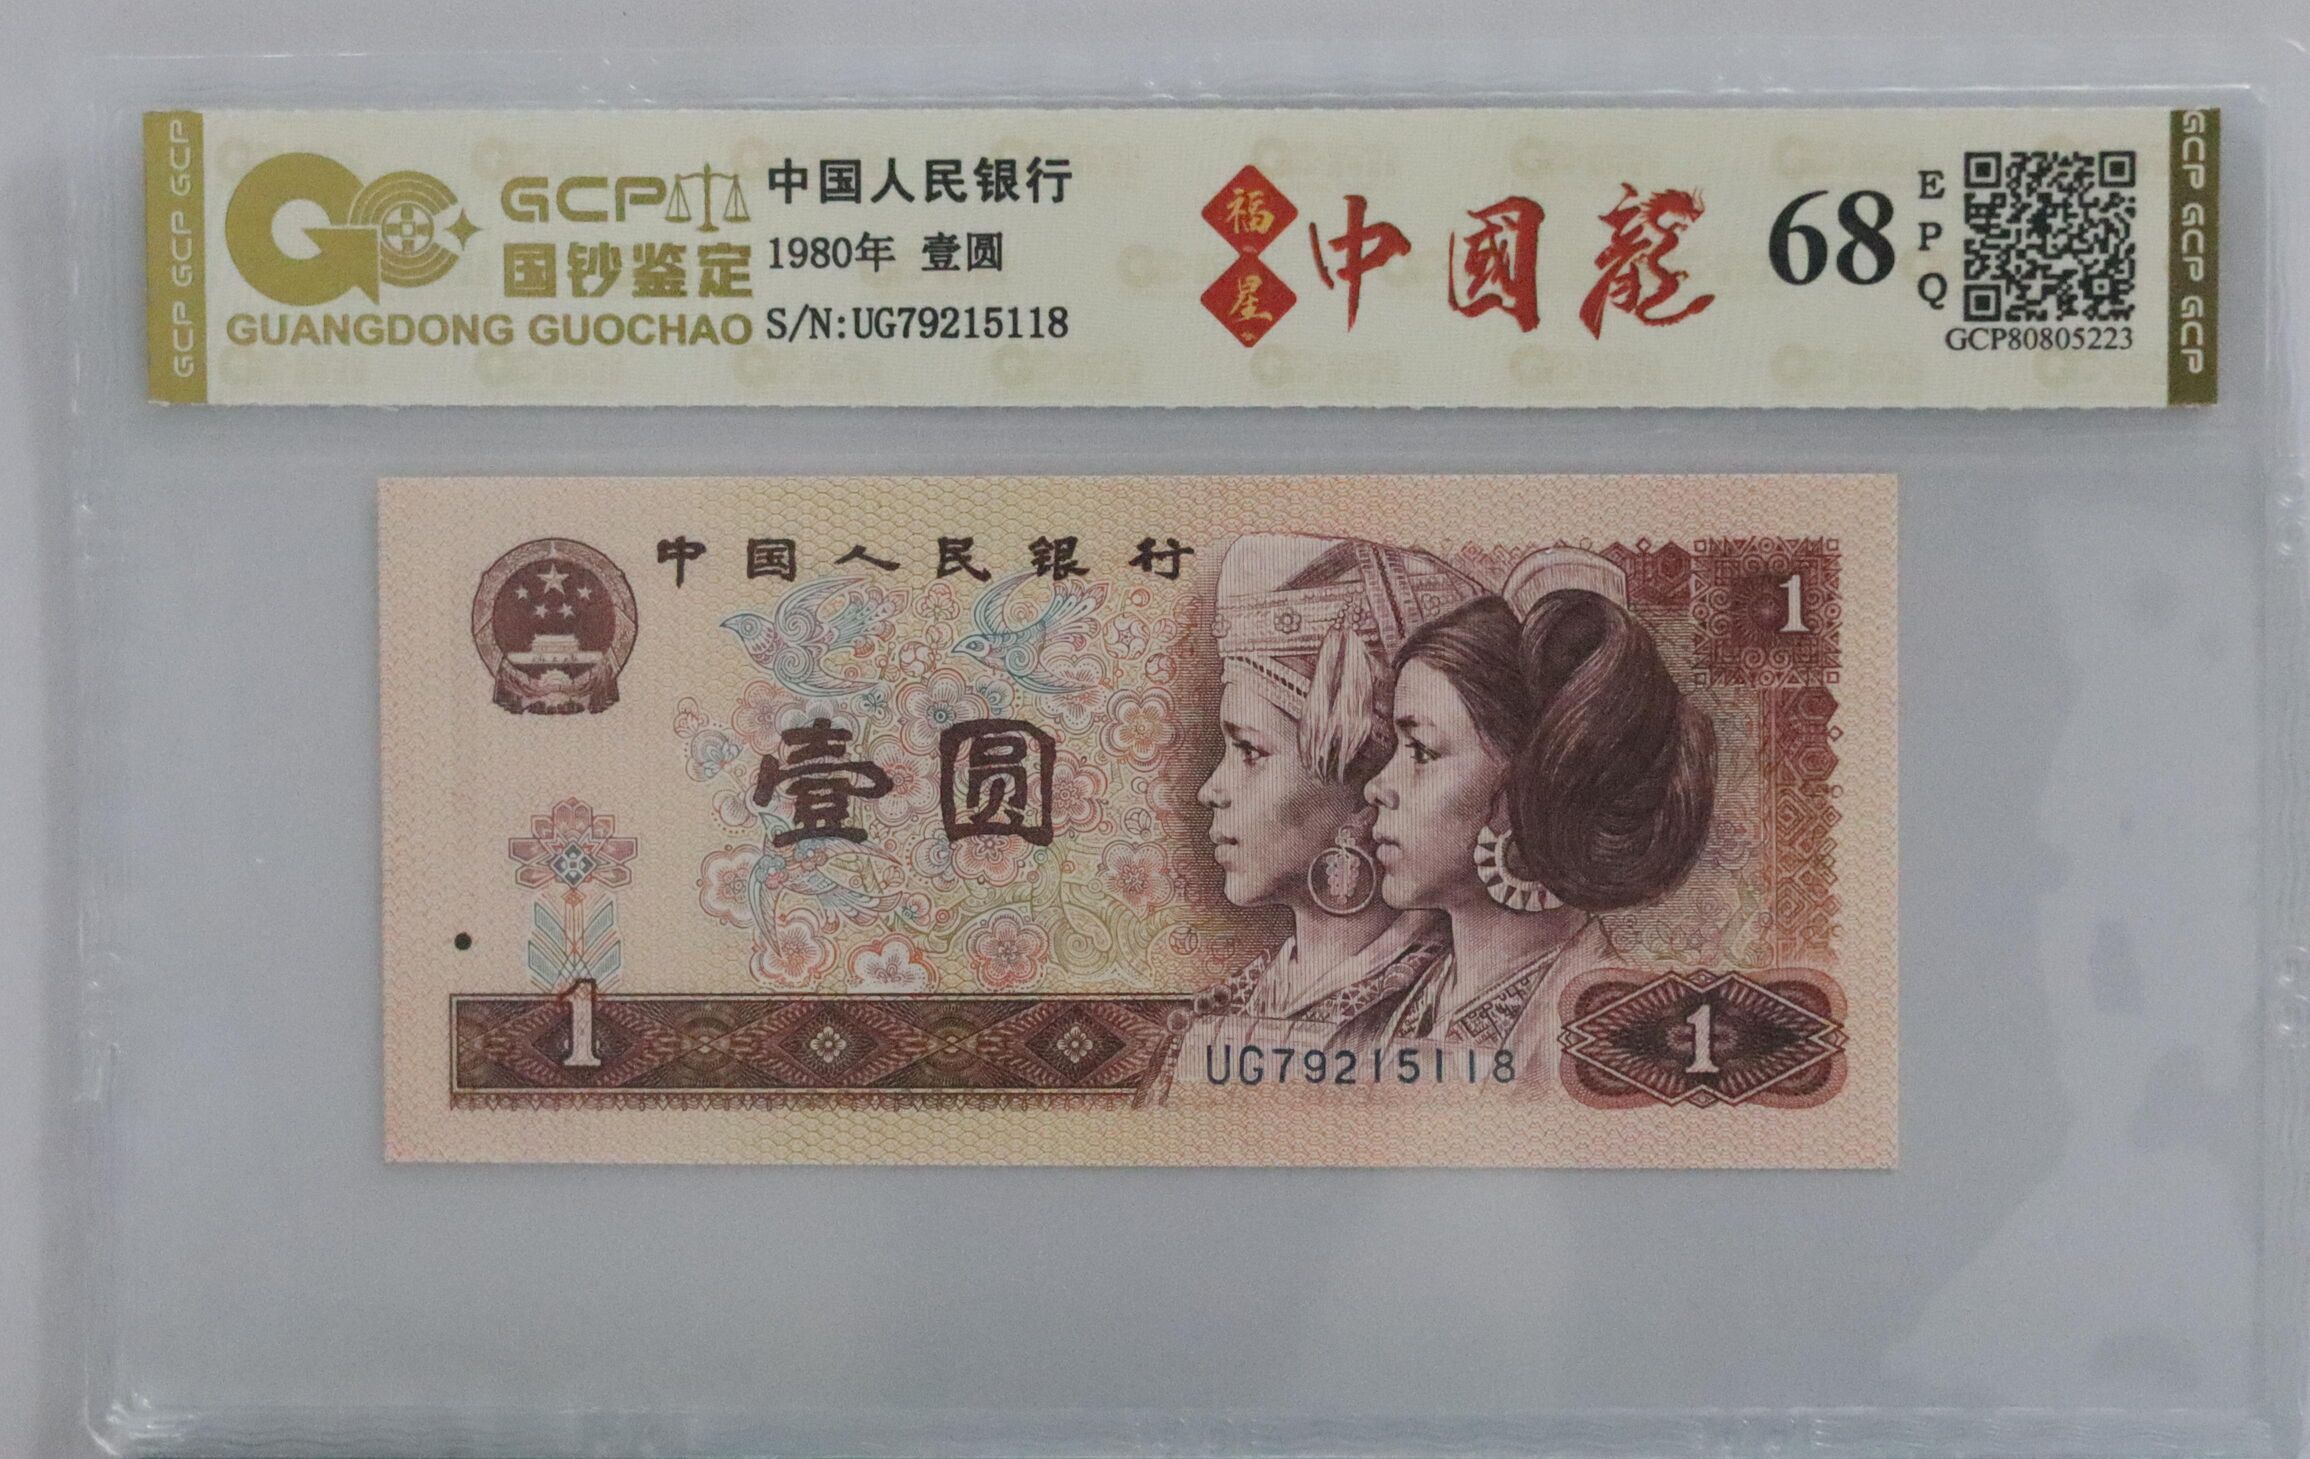 GCP GCP GCP
GCP
国钞鉴定
GUANGDONG GUOCHAO
中国人民银行
1980年 壹圆
S/N:UG79215118
福星
中國龍
68
EPQ
GCP80805223
GCP GCP GCP
中国人民银行
1
壹圆
1
UG79215118
1